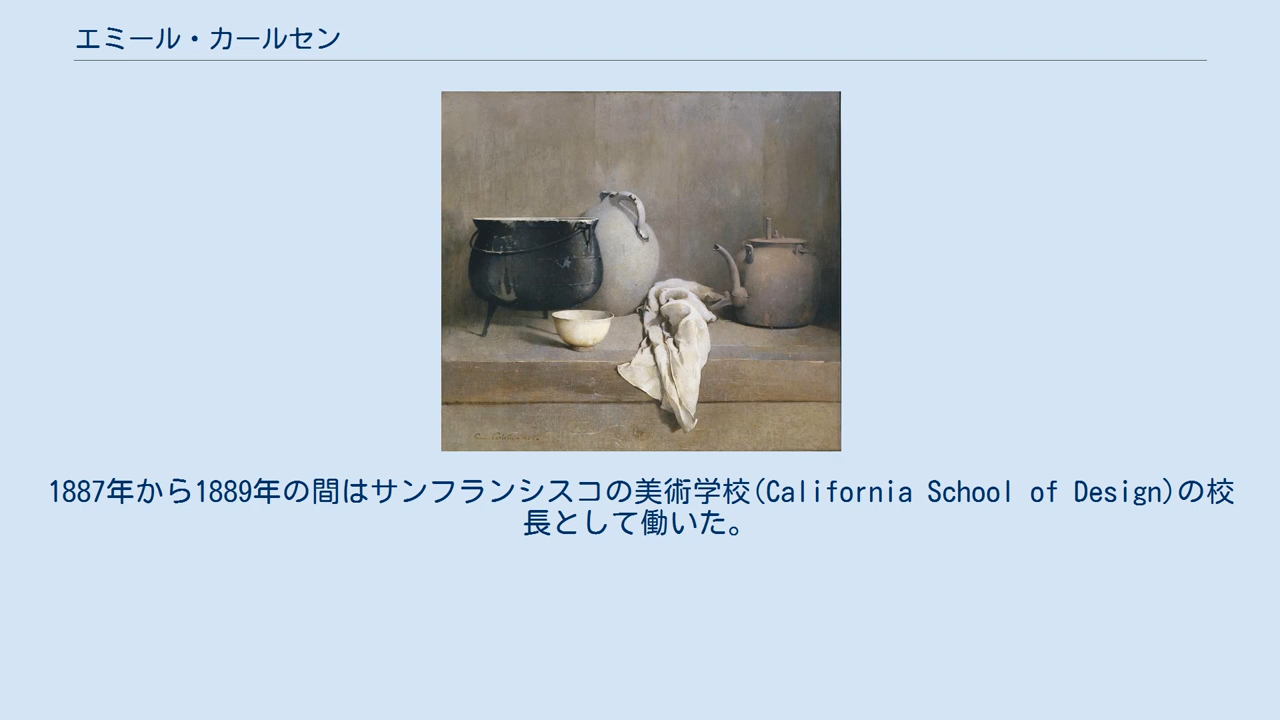 エミール・カールセン
1887年から1889年の間はサンフランシスコの美術学校(California School of Design)の校
長として働いた。